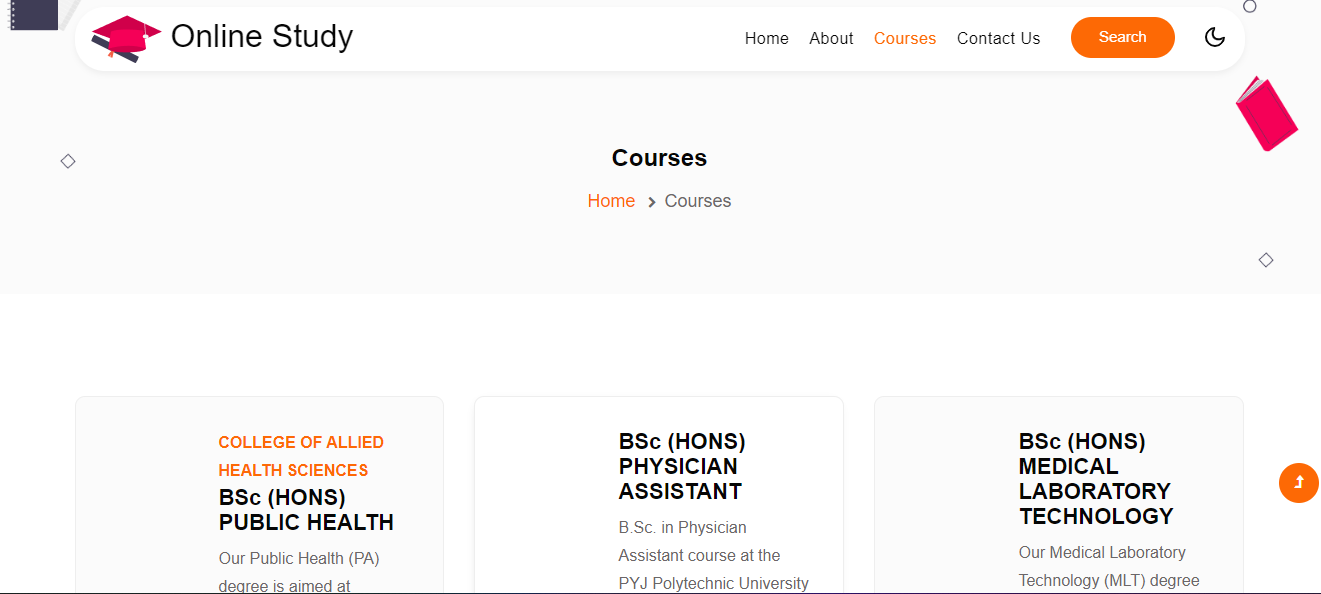 Online Study
Home About Courses Contact Us Search
Courses
Home Courses
COLLEGE OF ALLIED
HEALTH SCIENCES
BSc (HONS)
PUBLIC HEALTH
Our Public Health (PA)
degree is aimed at
BSc (HONS)
PHYSICIAN
ASSISTANT
B.Sc. in Physician
Assistant course at the
PYJ Polytechnic University
BSc (HONS)
MEDICAL
LABORATORY
TECHNOLOGY
Our Medical Laboratory
Technology (MLT) degree